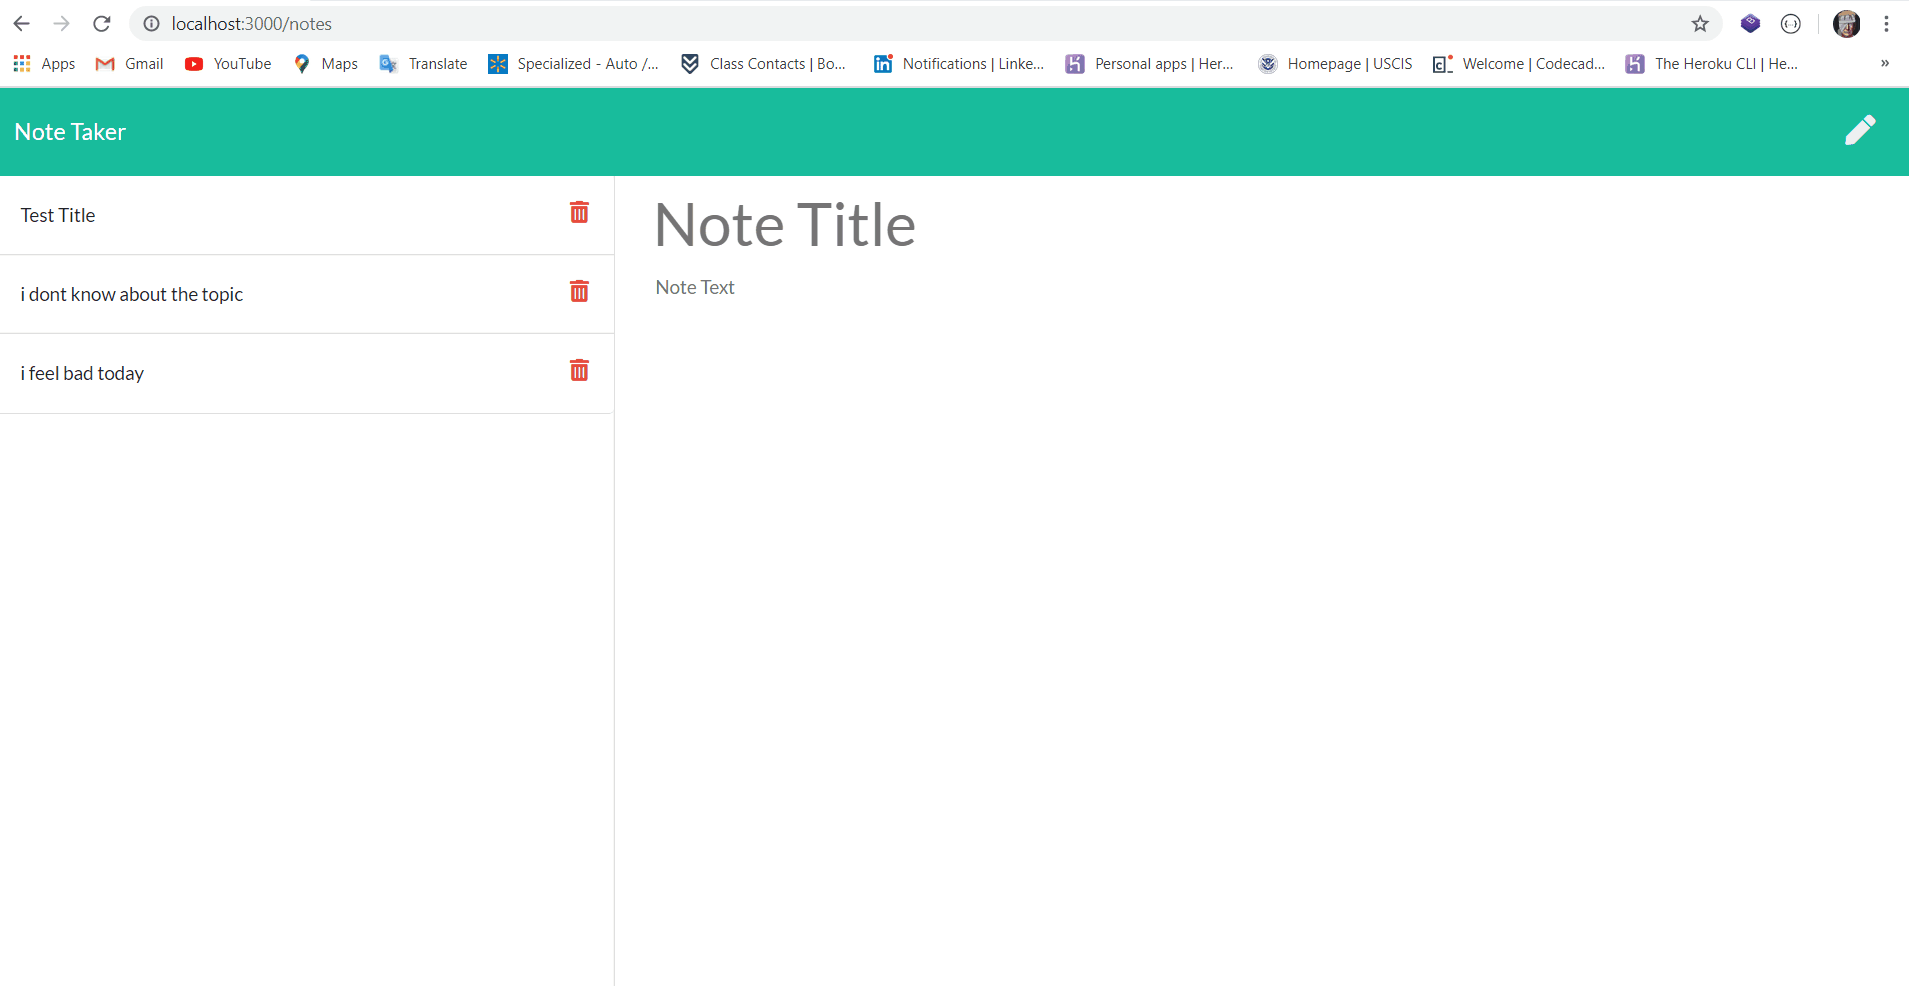 localhost:3000/notes
Apps Gmail YouTube Maps Translate Specialized - Auto /... Class Contacts | Bo... Notifications | Linke... Personal apps | Her... Homepage | USCIS Welcome | Codecad... The Heroku CLI | He... »
Note Taker
Test Title
i dont know about the topic
i feel bad today
Note Title
Note Text